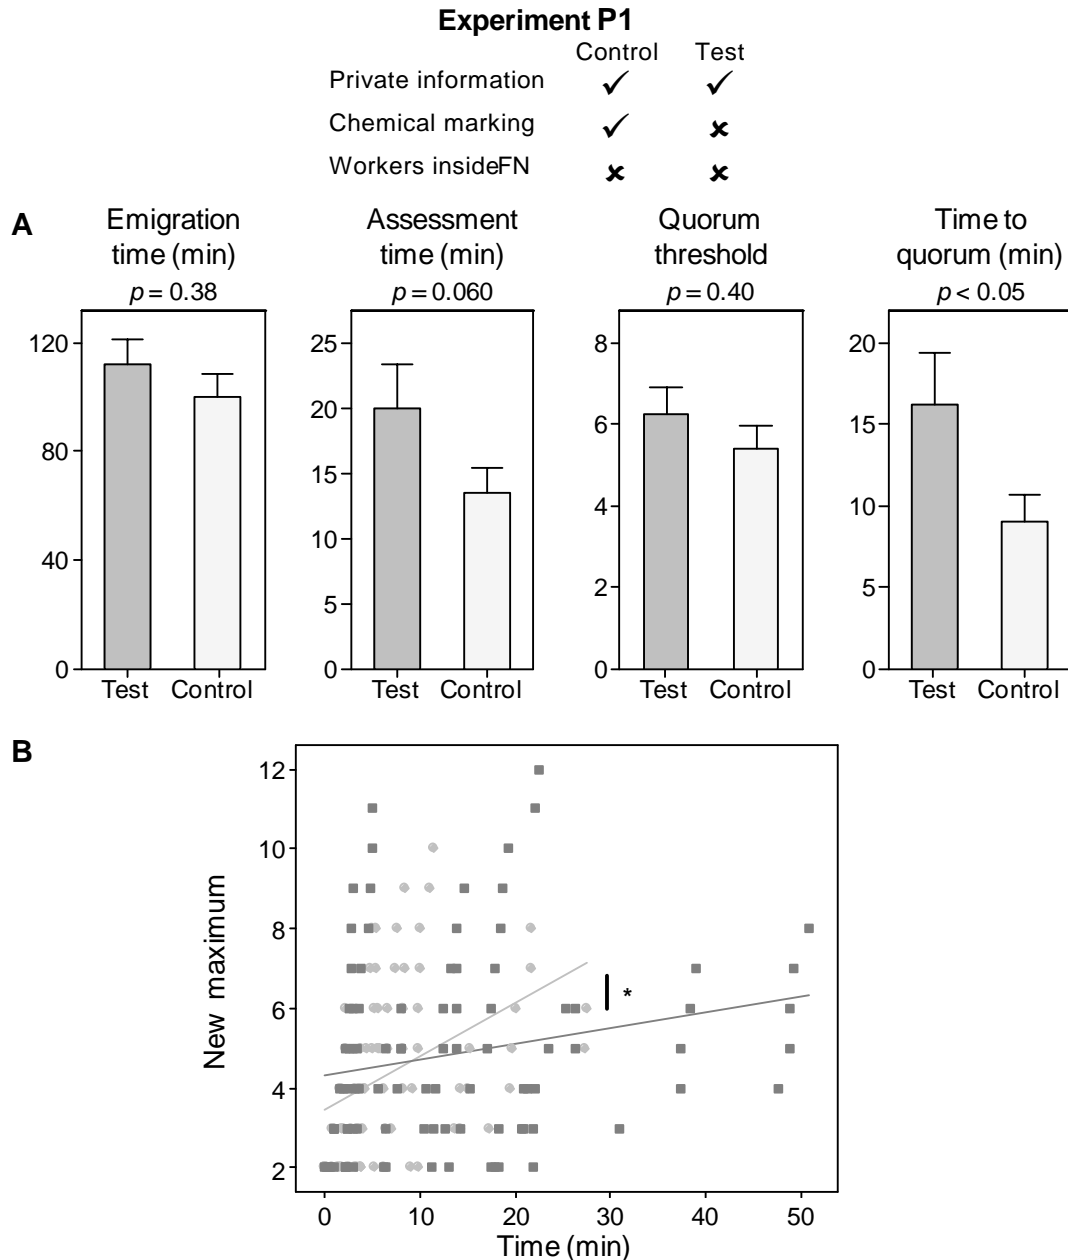 Experiment P1
Control Test
Private information ✓ ✓
Chemical marking ✓ ✘
Workers insideFN ✘ ✘
A
Emigration
time (min)
p = 0.38
120
80
40
0
Test Control
Assessment
time (min)
p = 0.060
25
20
15
10
5
0
Test Control
Quorum
threshold
p = 0.40
8
6
4
2
0
Test Control
Time to
quorum (min)
p < 0.05
20
15
10
5
0
Test Control
B
New maximum
12
10
8
6
4
2
*
0 10 20 30 40 50
Time (min)